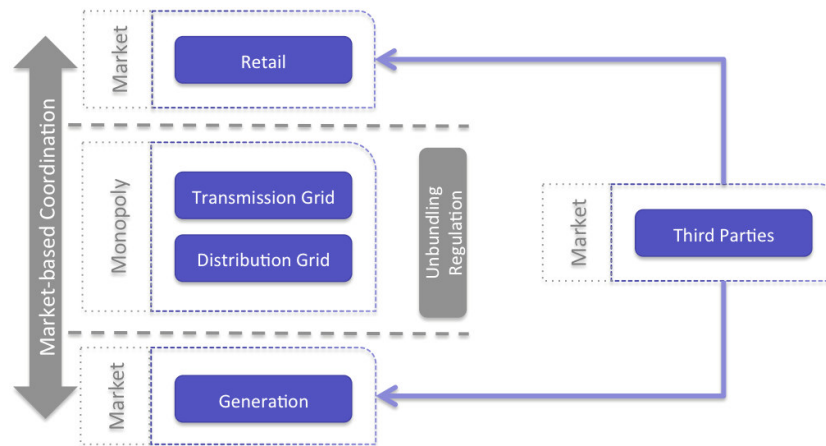 Market-based Coordination
Market
Retail
Monopoly
Transmission Grid
Distribution Grid
Unbundling
Regulation
Market
Third Parties
Market
Generation